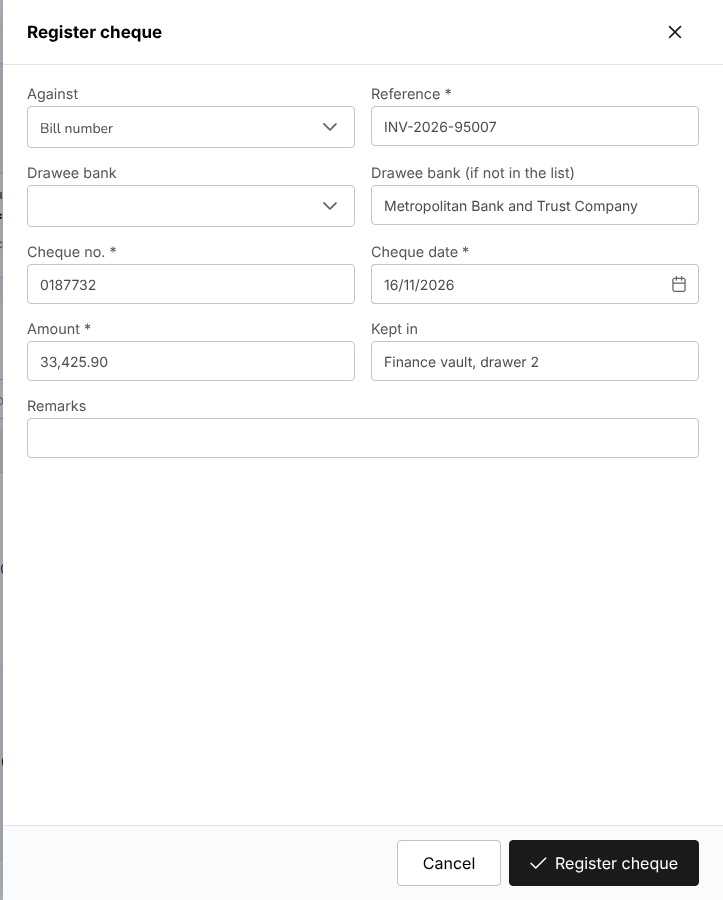 Register cheque
Against
Reference *
Bill number
INV-2026-95007
Drawee bank
Drawee bank (if not in the list)
Metropolitan Bank and Trust Company
Cheque no. *
Cheque date *
0187732
16/11/2026
Amount *
Kept in
33,425.90
Finance vault, drawer 2
Remarks
Cancel
Register cheque